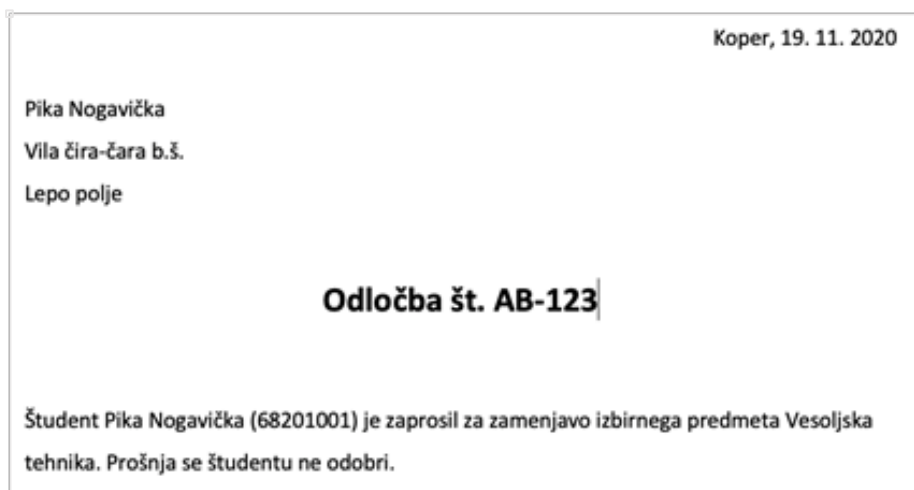 Koper, 19. 11. 2020
Pika Nogavička
Vila čira-čara b.š.
Lepo polje
Odločba št. AB-123
Študent Pika Nogavička (68201001) je zaprosil za zamenjavo izbirnega predmeta Vesoljska
tehnika. Prošnja se študentu ne odobri.